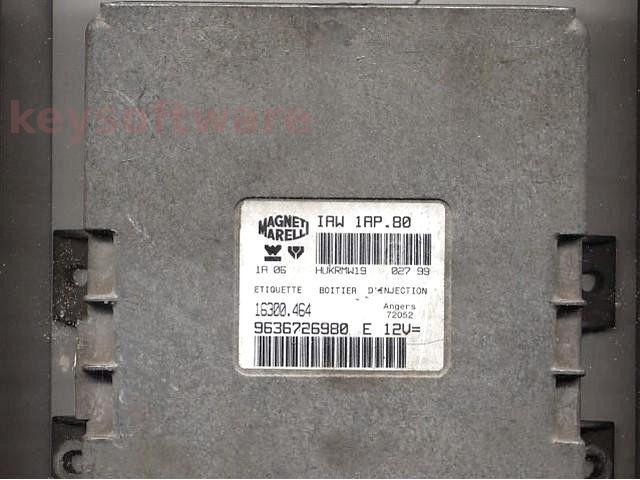 keysoftware
MAGNETI MARELLI
IAW 1AP.80
1A 06 HUKRMW19 027 99
ETIQUETTE BOITIER D'INJECTION
16300.464
Angers
72052
9636726980 E 12V=